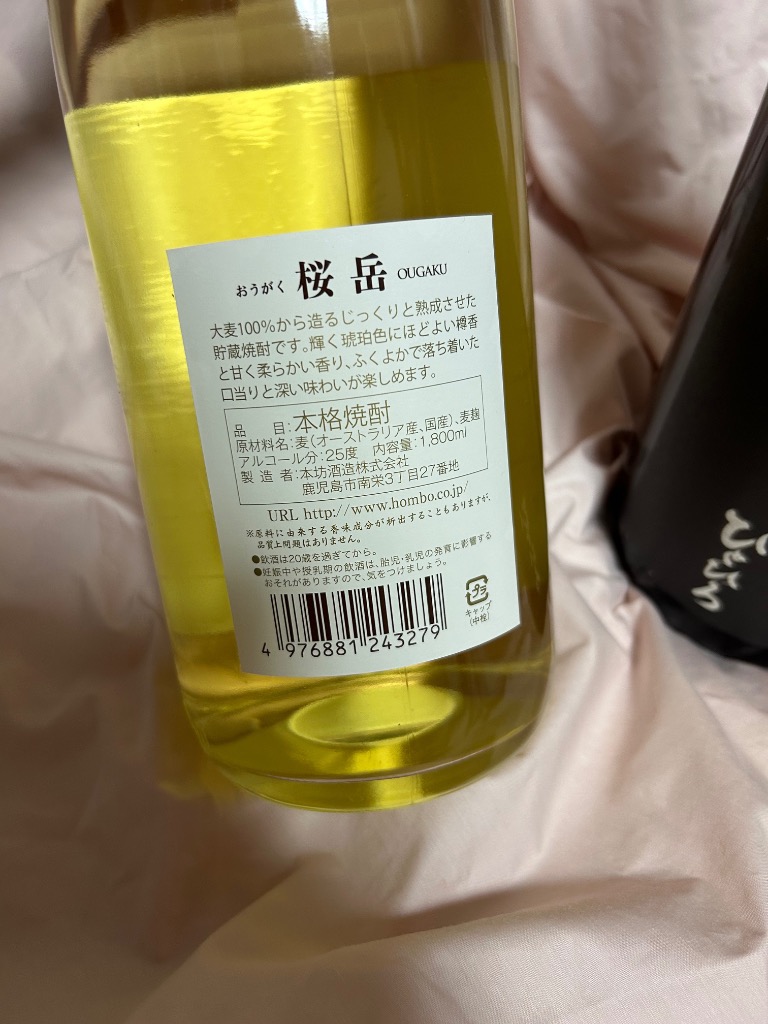 おうがく 桜岳 OUGAKU
大麦100%から造るじっくりと熟成させた
貯蔵焼酎です。輝く琥珀色にほどよい樽香
と甘く柔らかい香り、ふくよかで落ち着いた
口当りと深い味わいが楽しめます。
品 目:本格焼酎
原材料名:麦(オーストラリア産、国産)、麦麹
アルコール分:25度 内容量:1,800ml
製造者:本坊酒造株式会社
鹿児島市南栄3丁目27番地
URL http://www.hombo.co.jp/
※原料に由来する香味成分が析出することもありますが、
品質上問題はありません。
●飲酒は20歳を過ぎてから。
●妊娠中や授乳期の飲酒は、胎児・乳児の発育に影響する
おそれがありますので、気をつけましょう。
プラ
キャップ
(中栓)
4 976881 243279